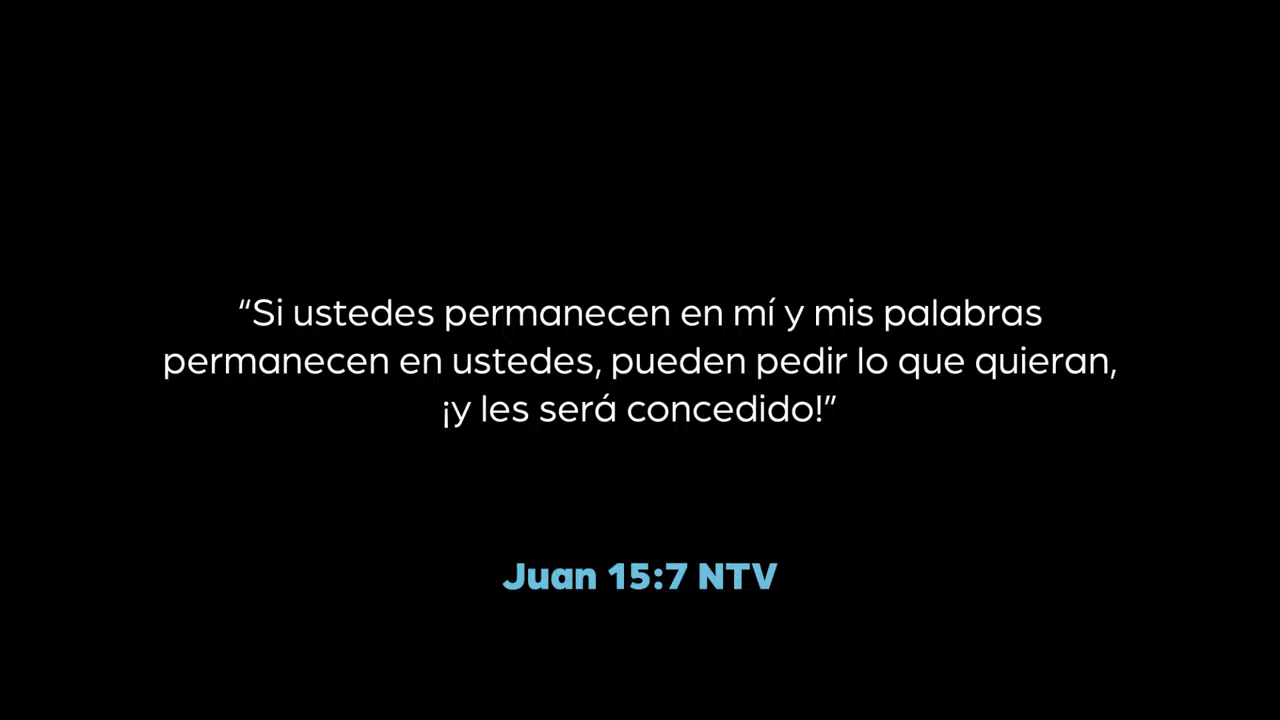 “Si ustedes permanecen en mí y mis palabras
permanecen en ustedes, pueden pedir lo que quieran,
¡y les será concedido!”
Juan 15:7 NTV